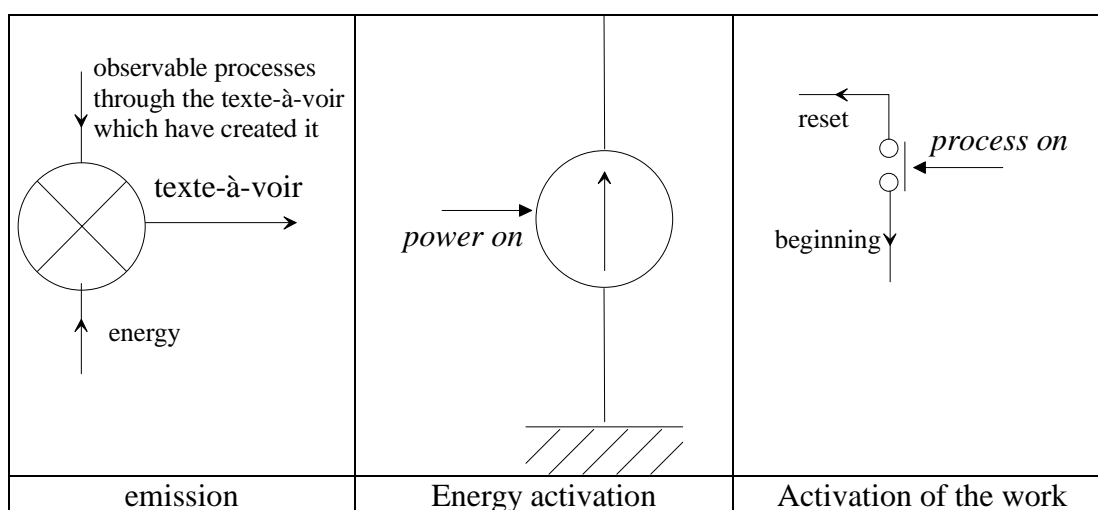 observable processes
through the texte-à-voir
which have created it
texte-à-voir
energy
power on
reset
process on
beginning
emission
Energy activation
Activation of the work